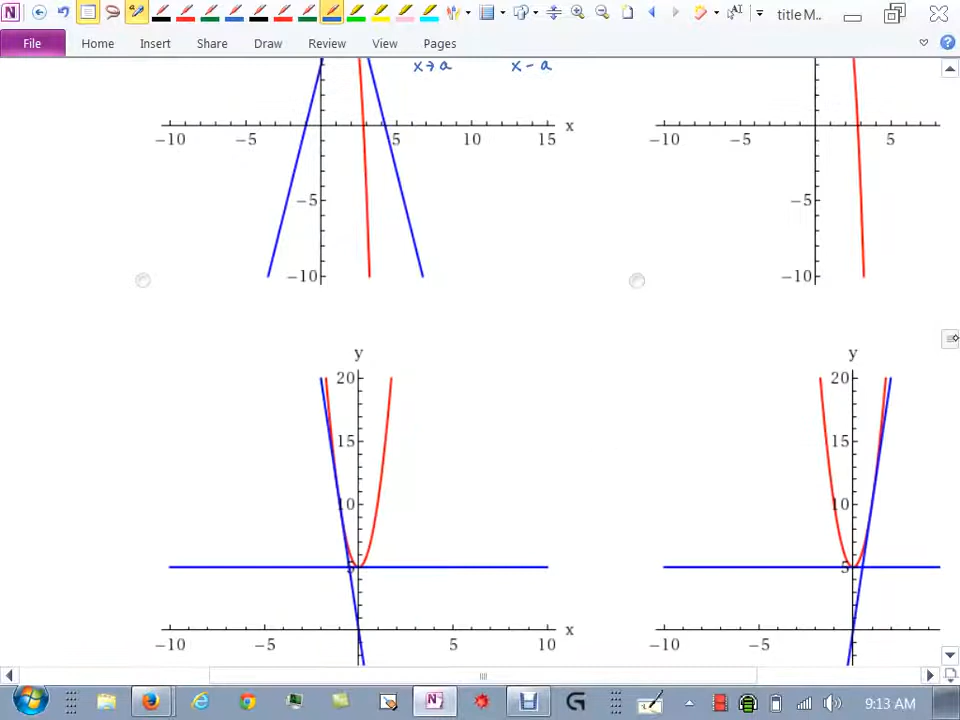 title M..
File Home Insert Share Draw Review View Pages
x→a x - a
-10 -5 5 10 15 x
-10 -5 5
-5 -5
-10 -10
y y
20 20
15 15
10 10
5 5
-10 -5 5 10 x
-10 -5
9:13 AM